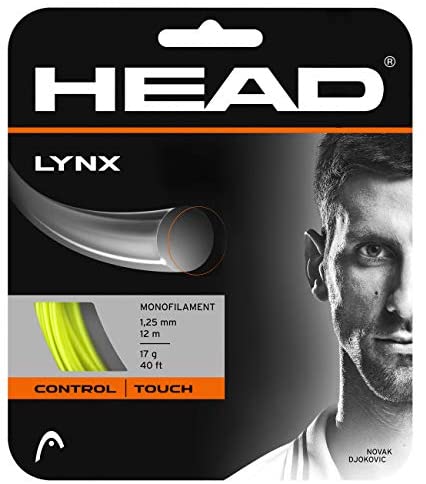 HEAD®
LYNX
MONOFILAMENT
1,25 mm
12 m
17 g
40 ft
CONTROL | TOUCH
NOVAK
DJOKOVIC